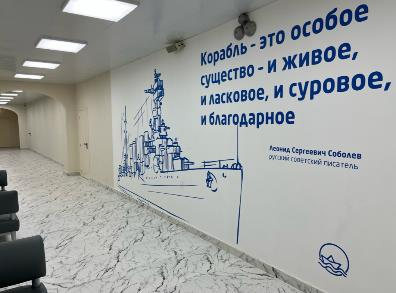 Корабль - это особое
существо - и живое,
и ласковое, и суровое,
и благодарное
Леонид Сергеевич Соболев
русский советский писатель